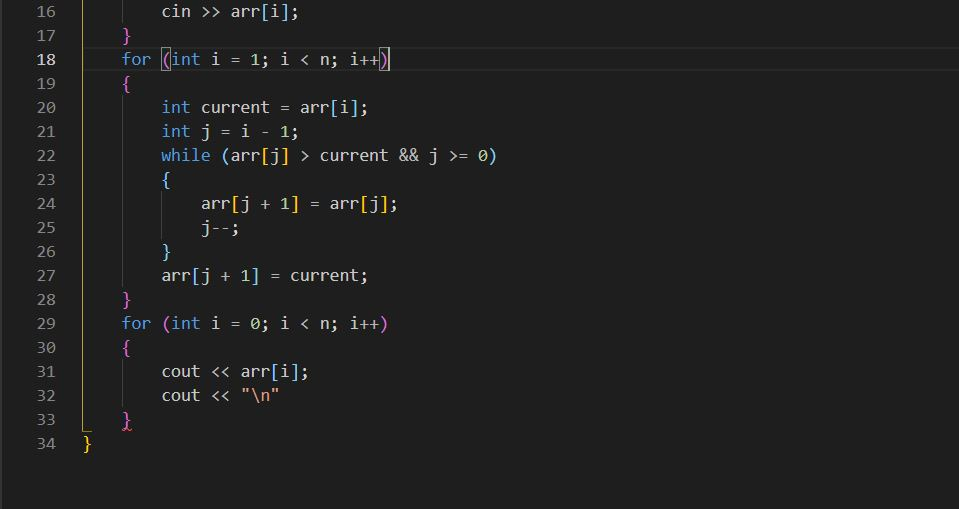 16 cin >> arr[i];
17 }
18 for (int i = 1; i < n; i++)
19 {
20 int current = arr[i];
21 int j = i - 1;
22 while (arr[j] > current && j >= 0)
23 {
24 arr[j + 1] = arr[j];
25 j--;
26 }
27 arr[j + 1] = current;
28 }
29 for (int i = 0; i < n; i++)
30 {
31 cout << arr[i];
32 cout << "\n"
33 }
34 }